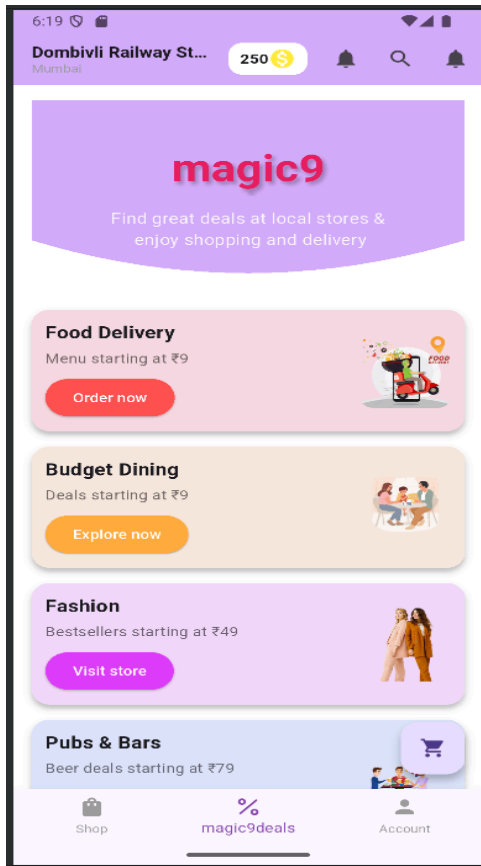 6:19
Dombivli Railway St...
Mumbai
250
magic9
Find great deals at local stores &
enjoy shopping and delivery
Food Delivery
Menu starting at ₹9
Order now
FOOD
Budget Dining
Deals starting at ₹9
Explore now
Fashion
Bestsellers starting at ₹49
Visit store
Pubs & Bars
Beer deals starting at ₹79
Shop
magic9deals
Account